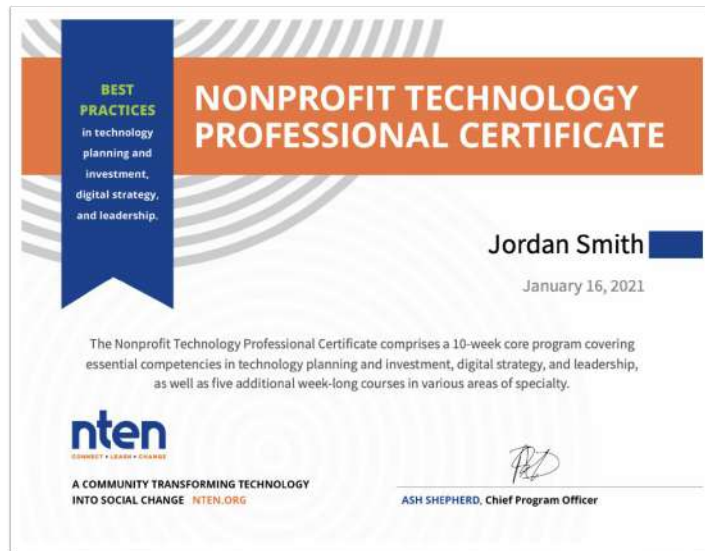 BEST
PRACTICES
in technology
planning and
investment,
digital strategy,
and leadership.
NONPROFIT TECHNOLOGY
PROFESSIONAL CERTIFICATE
Jordan Smith
January 16, 2021
The Nonprofit Technology Professional Certificate comprises a 10-week core program covering
essential competencies in technology planning and investment, digital strategy, and leadership,
as well as five additional week-long courses in various areas of specialty.
nten
CONNECT • LEARN • CHANGE
A COMMUNITY TRANSFORMING TECHNOLOGY
INTO SOCIAL CHANGE NTEN.ORG
ASH SHEPHERD, Chief Program Officer